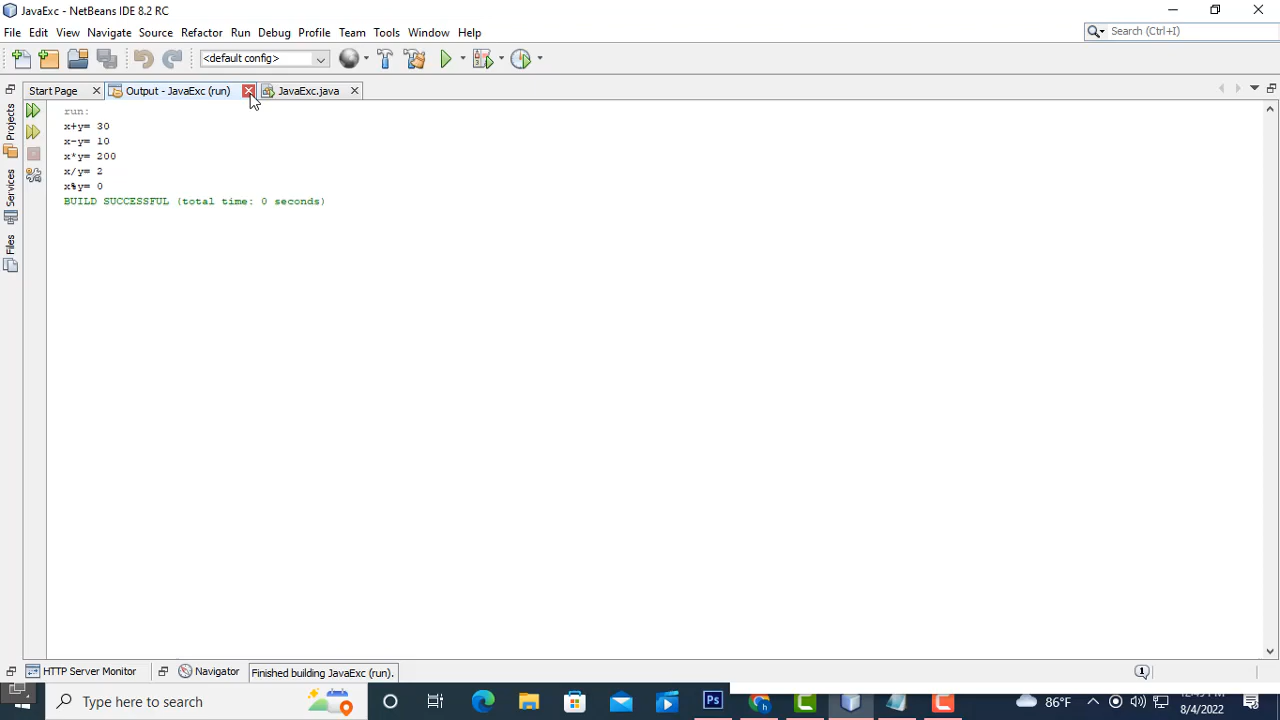 JavaExc - NetBeans IDE 8.2 RC
File Edit View Navigate Source Refactor Run Debug Profile Team Tools Window Help
Search (Ctrl+I)
<default config>
Start Page
Output - JavaExc (run)
JavaExc.java
Projects
Services
Files
run:
x+y= 30
x-y= 10
x*y= 200
x/y= 2
x%y= 0
BUILD SUCCESSFUL (total time: 0 seconds)
HTTP Server Monitor
Navigator
Finished building JavaExc (run).
1
Type here to search
Ps
86°F
8/4/2022